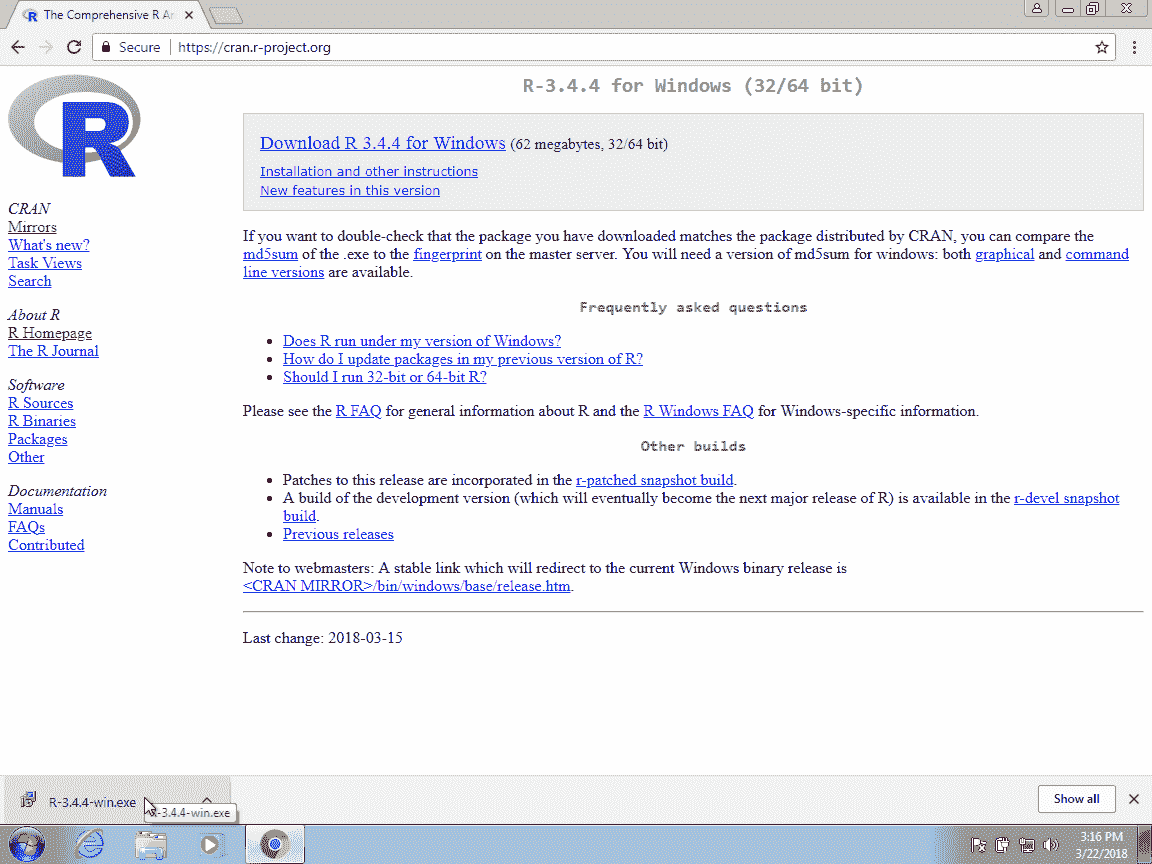 The Comprehensive R Ar
Secure
https://cran.r-project.org
R
CRAN
Mirrors
What's new?
Task Views
Search
About R
R Homepage
The R Journal
Software
R Sources
R Binaries
Packages
Other
Documentation
Manuals
FAQs
Contributed
R-3.4.4 for Windows (32/64 bit)
Download R 3.4.4 for Windows (62 megabytes, 32/64 bit)
Installation and other instructions
New features in this version
If you want to double-check that the package you have downloaded matches the package distributed by CRAN, you can compare the
md5sum of the .exe to the fingerprint on the master server. You will need a version of md5sum for windows: both graphical and command
line versions are available.
Frequently asked questions
Does R run under my version of Windows?
How do I update packages in my previous version of R?
Should I run 32-bit or 64-bit R?
Please see the R FAQ for general information about R and the R Windows FAQ for Windows-specific information.
Other builds
Patches to this release are incorporated in the r-patched snapshot build.
A build of the development version (which will eventually become the next major release of R) is available in the r-devel snapshot
build.
Previous releases
Note to webmasters: A stable link which will redirect to the current Windows binary release is
<CRAN MIRROR>/bin/windows/base/release.htm.
Last change: 2018-03-15
R-3.4.4-win.exe
R-3.4.4-win.exe
Show all
3:16 PM
3/22/2018